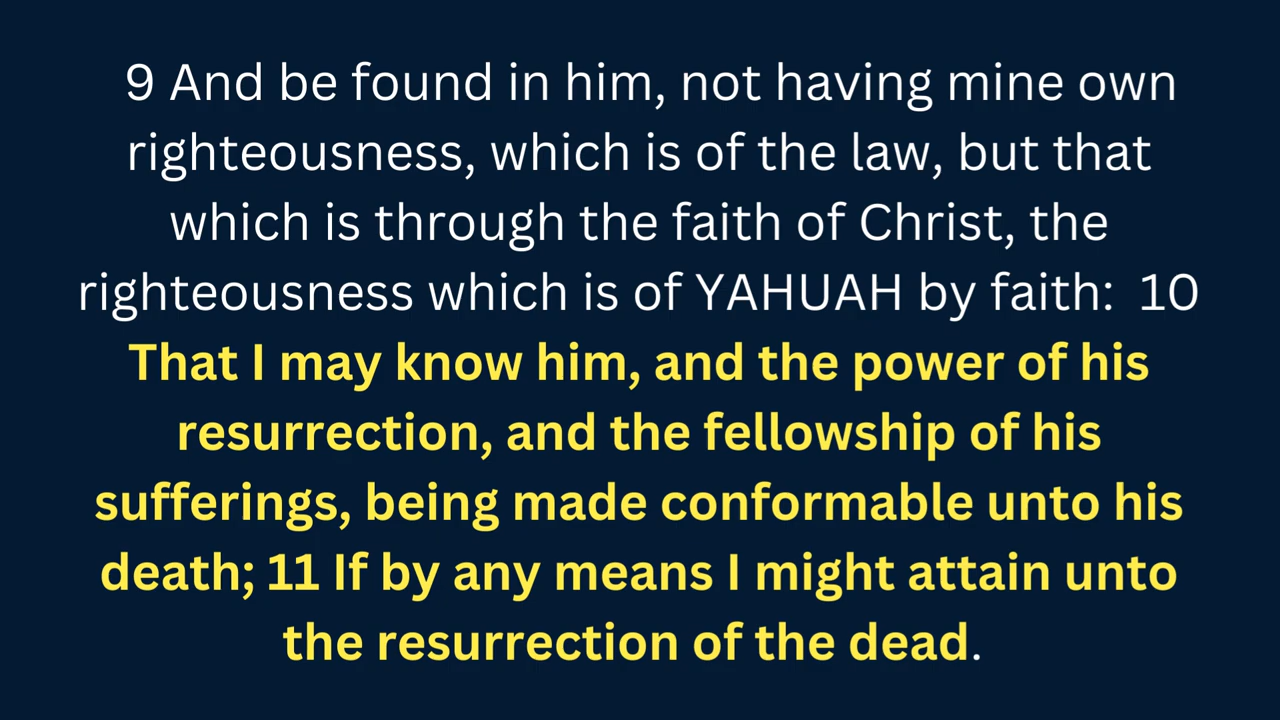 9 And be found in him, not having mine own
righteousness, which is of the law, but that
which is through the faith of Christ, the
righteousness which is of YAHUAH by faith: 10
That I may know him, and the power of his
resurrection, and the fellowship of his
sufferings, being made conformable unto his
death; 11 If by any means I might attain unto
the resurrection of the dead.